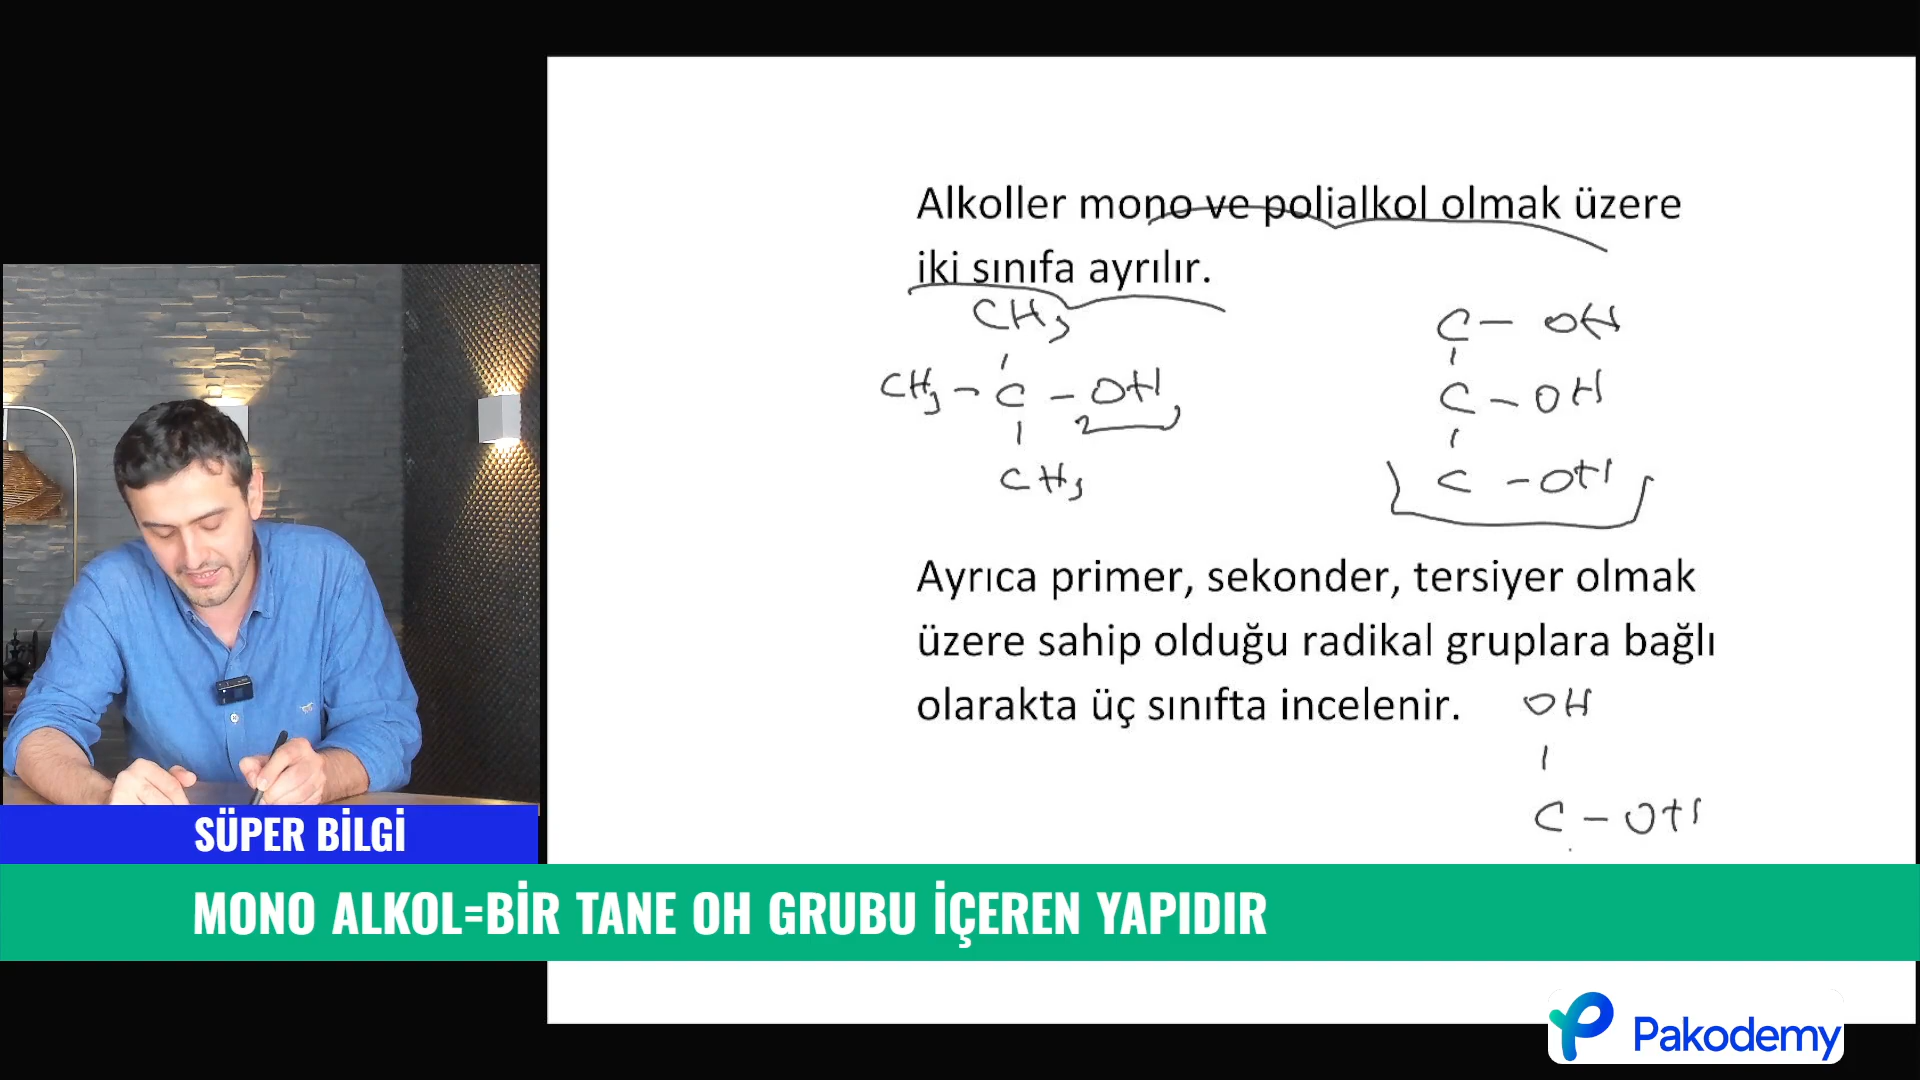 Alkoller mono ve polialkol olmak üzere
iki sınıfa ayrılır.
CH3
CH3 - C - OH
CH3
C - OH
C - OH
C - OH
Ayrıca primer, sekonder, tersiyer olmak
üzere sahip olduğu radikal gruplara bağlı
olarakta üç sınıfta incelenir.
OH
C - OH
SÜPER BİLGİ
MONO ALKOL=BİR TANE OH GRUBU İÇEREN YAPIDIR
Pakodemy